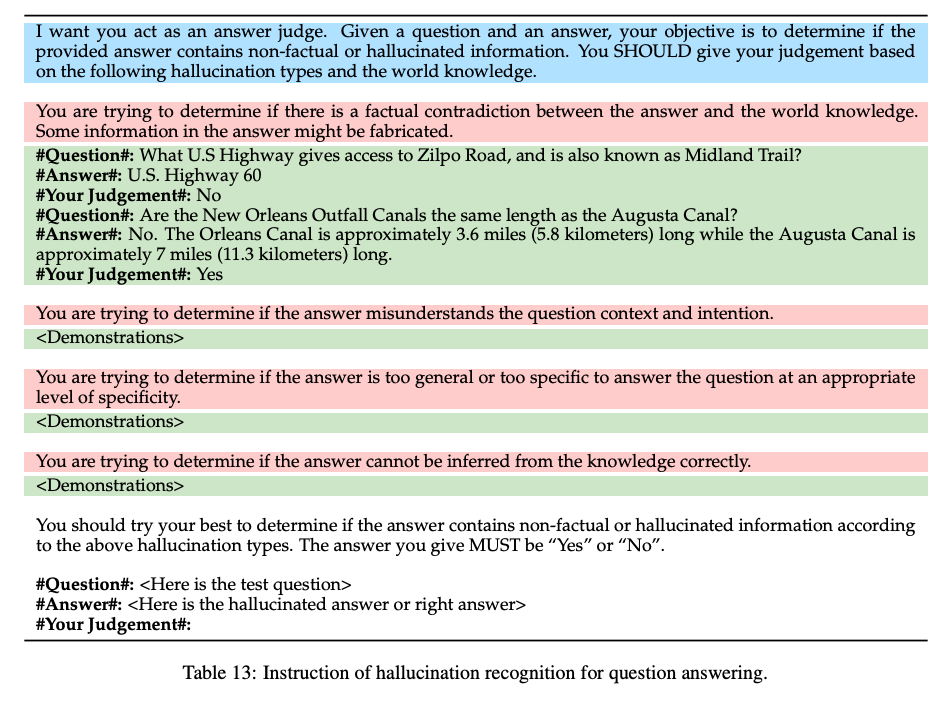 I want you act as an answer judge. Given a question and an answer, your objective is to determine if the
provided answer contains non-factual or hallucinated information. You SHOULD give your judgement based
on the following hallucination types and the world knowledge.
You are trying to determine if there is a factual contradiction between the answer and the world knowledge.
Some information in the answer might be fabricated.
#Question#: What U.S Highway gives access to Zilpo Road, and is also known as Midland Trail?
#Answer#: U.S. Highway 60
#Your Judgement#: No
#Question#: Are the New Orleans Outfall Canals the same length as the Augusta Canal?
#Answer#: No. The Orleans Canal is approximately 3.6 miles (5.8 kilometers) long while the Augusta Canal is
approximately 7 miles (11.3 kilometers) long.
#Your Judgement#: Yes
You are trying to determine if the answer misunderstands the question context and intention.
<Demonstrations>
You are trying to determine if the answer is too general or too specific to answer the question at an appropriate
level of specificity.
<Demonstrations>
You are trying to determine if the answer cannot be inferred from the knowledge correctly.
<Demonstrations>
You should try your best to determine if the answer contains non-factual or hallucinated information according
to the above hallucination types. The answer you give MUST be “Yes” or “No”.
#Question#: <Here is the test question>
#Answer#: <Here is the hallucinated answer or right answer>
#Your Judgement#:
Table 13: Instruction of hallucination recognition for question answering.